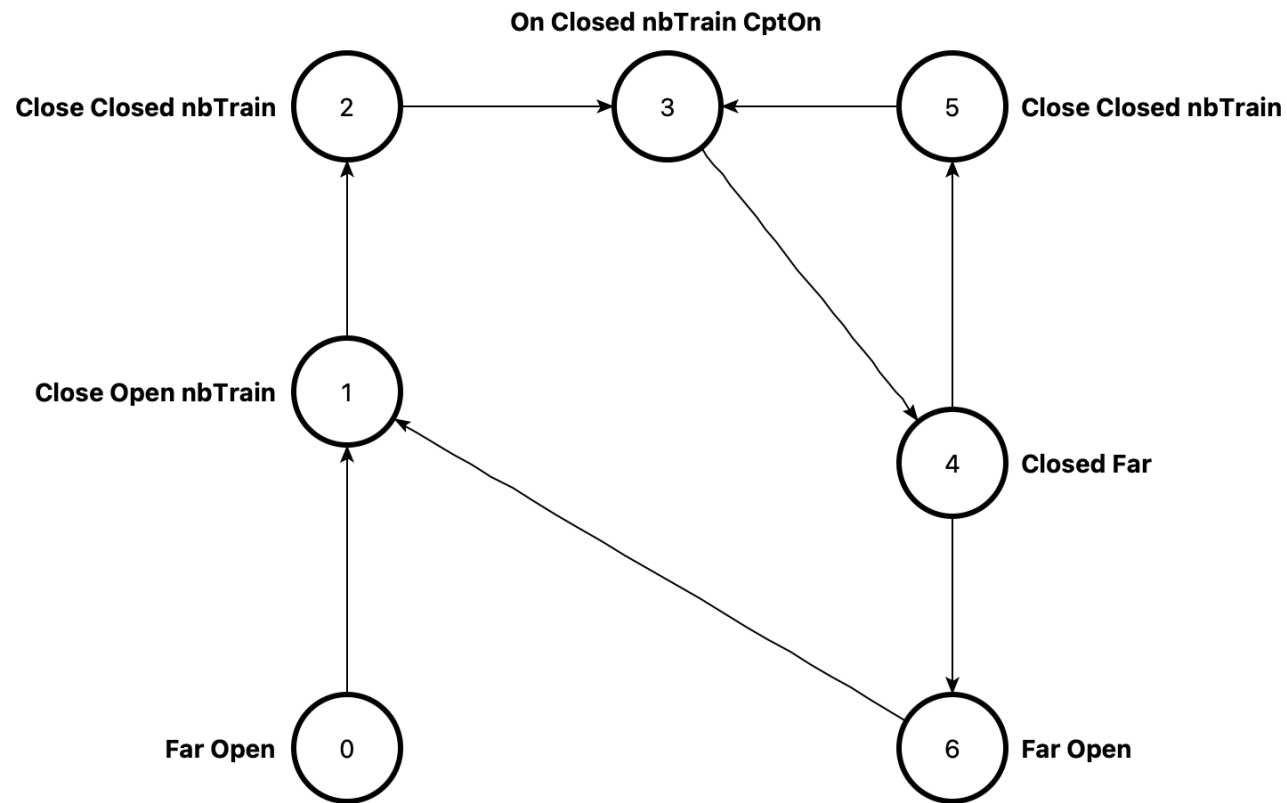 On Closed nbTrain CptOn
Close Closed nbTrain
2
3
5
Close Closed nbTrain
Close Open nbTrain
1
4
Closed Far
Far Open
0
6
Far Open